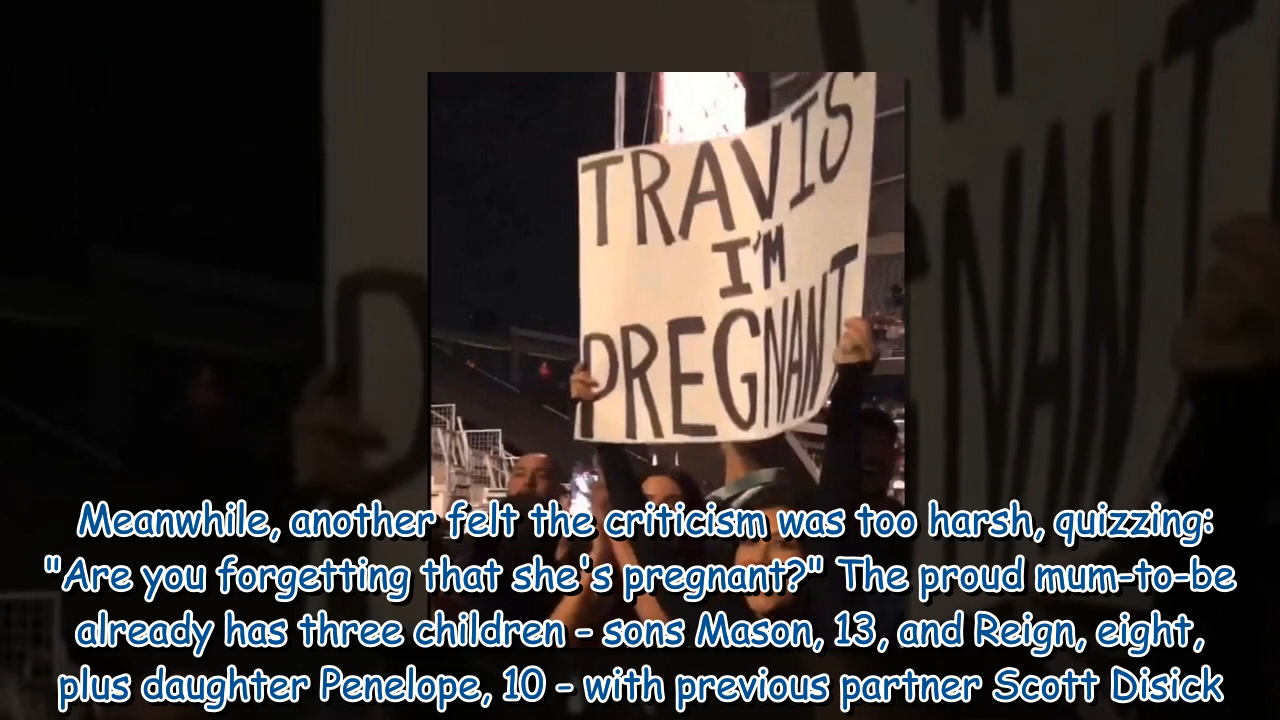 TRAVIS
I'M
PREGNANT
Meanwhile, another felt the criticism was too harsh, quizzing:
"Are you forgetting that she's pregnant?" The proud mum-to-be
already has three children - sons Mason, 13, and Reign, eight,
plus daughter Penelope, 10 - with previous partner Scott Disick